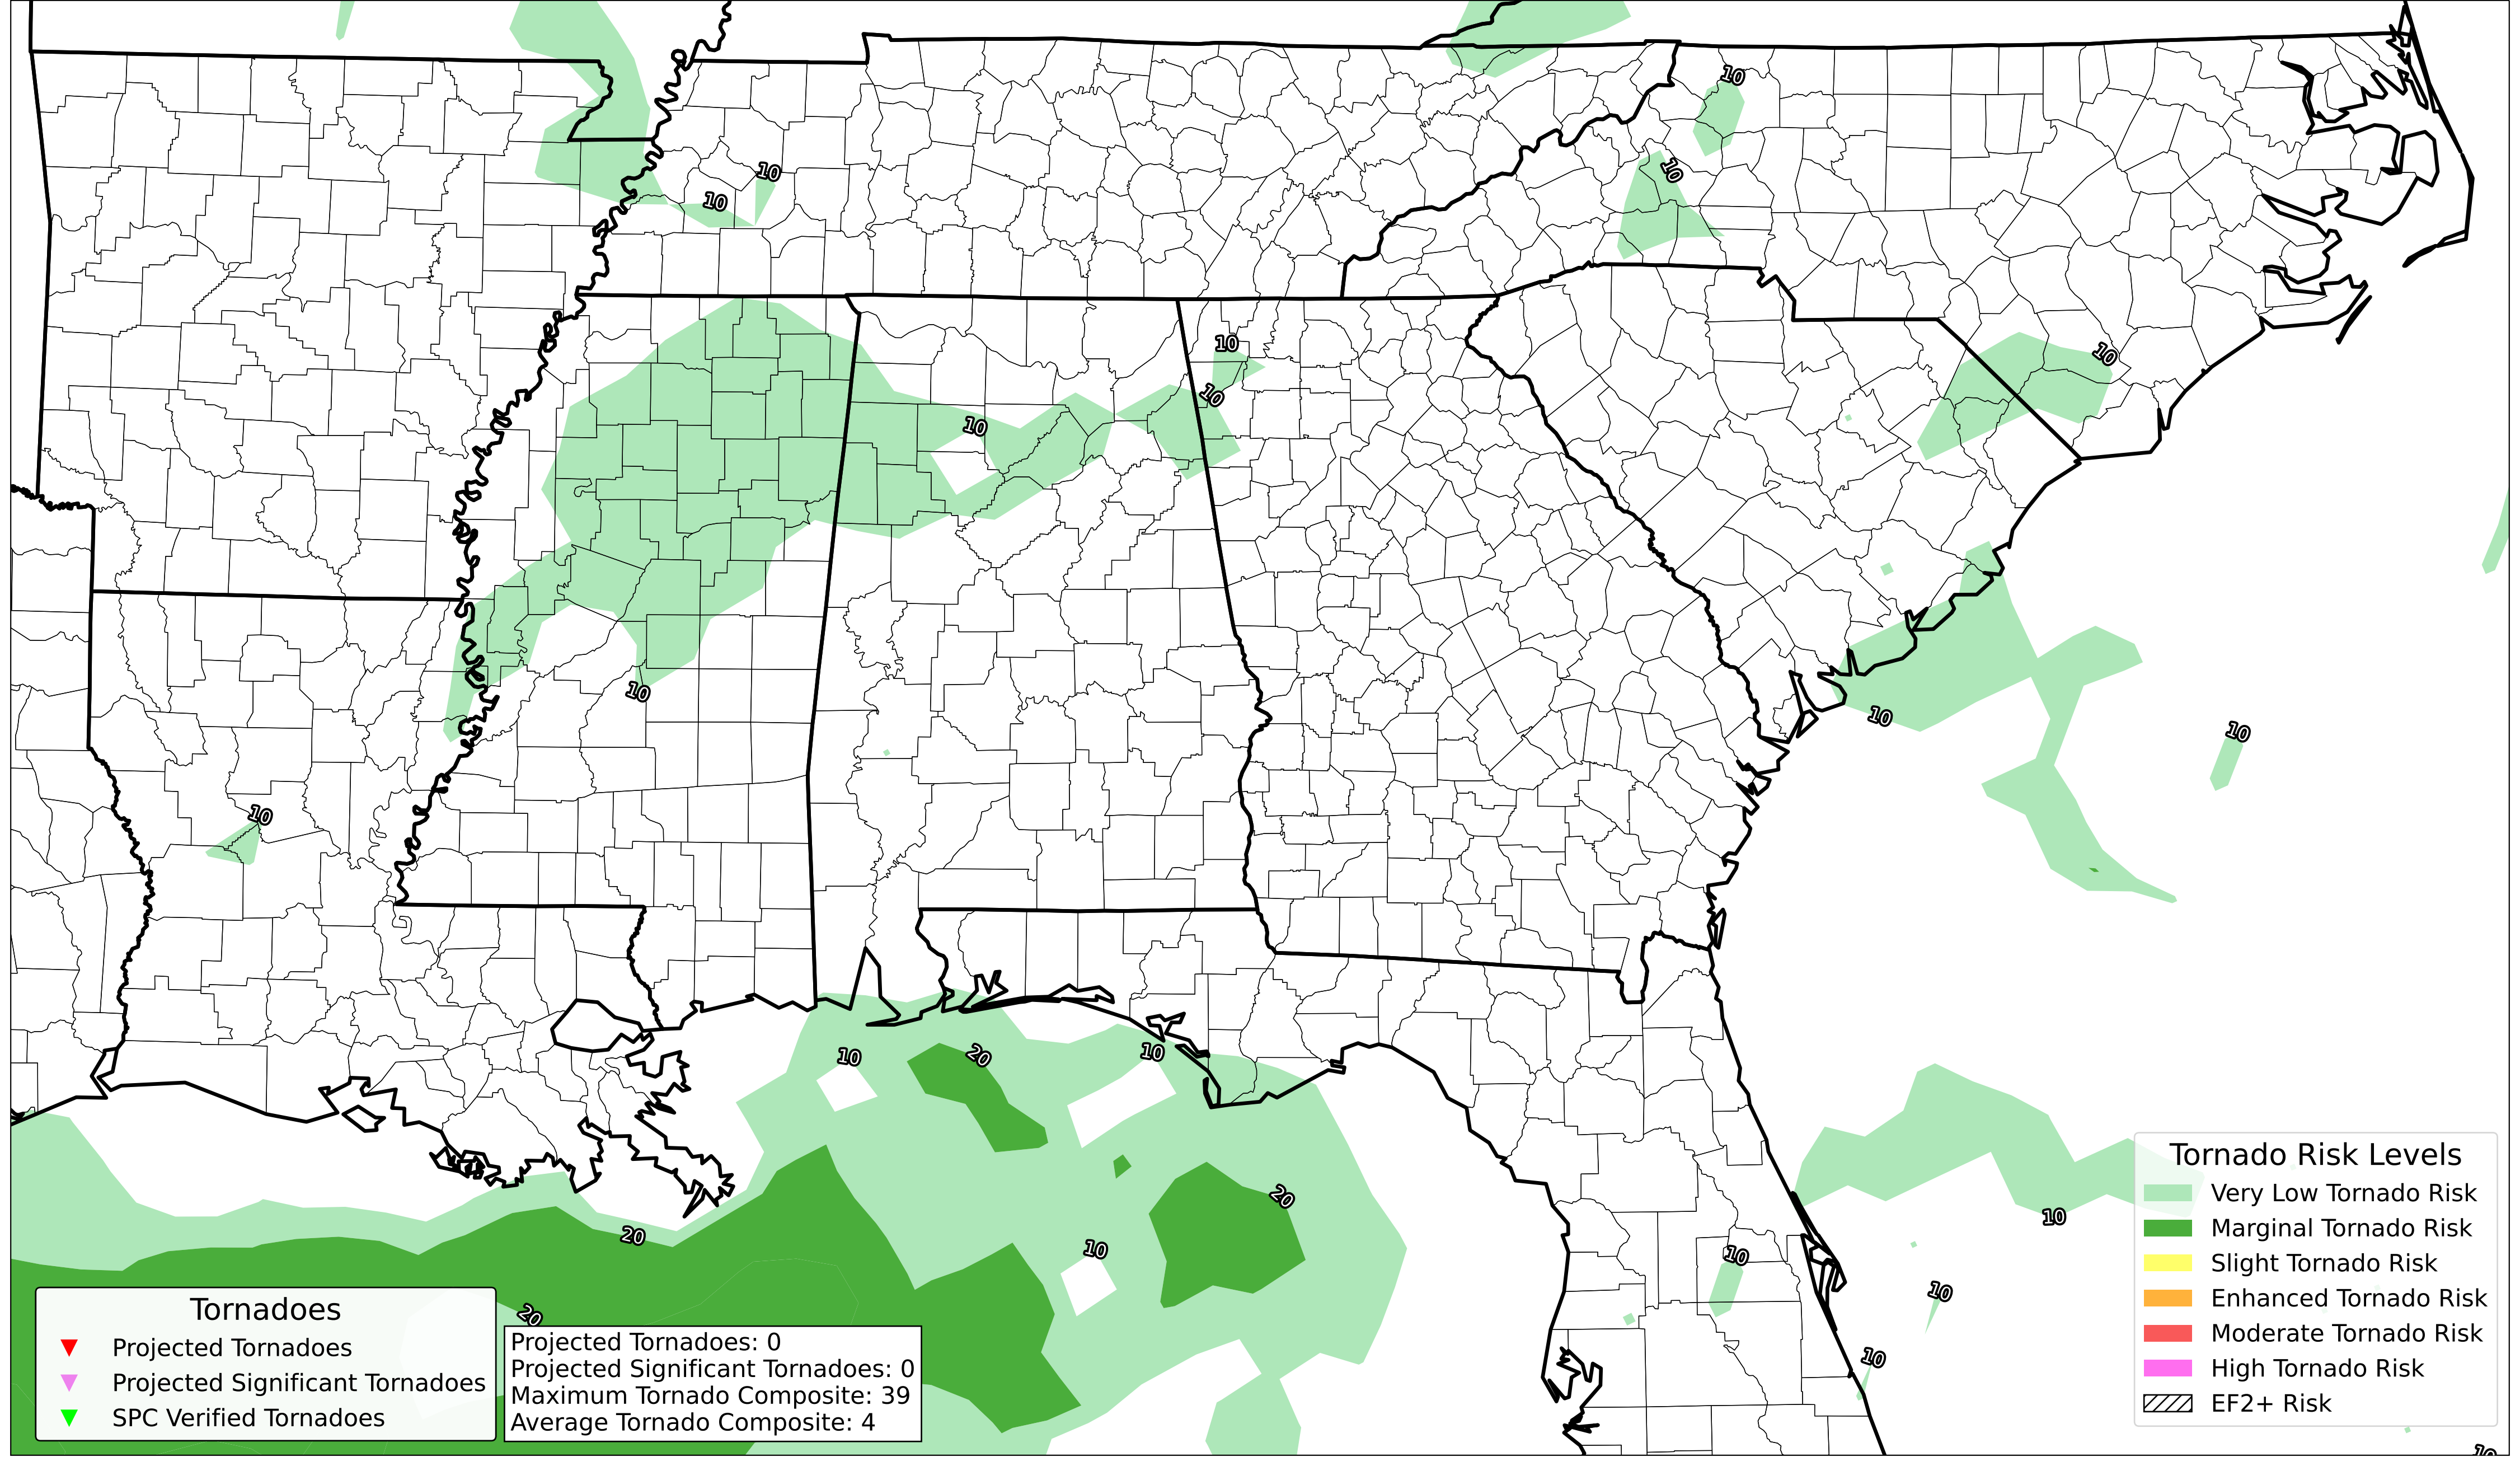 10
10
10
10
10
10
10
10
10
10
10
10
10
20
10
20
10
20
10
10
10
20
10
10
Tornado Risk Levels
Very Low Tornado Risk
Marginal Tornado Risk
Slight Tornado Risk
Enhanced Tornado Risk
Moderate Tornado Risk
High Tornado Risk
EF2+ Risk
Tornadoes
Projected Tornadoes
Projected Significant Tornadoes
SPC Verified Tornadoes
Projected Tornadoes: 0
Projected Significant Tornadoes: 0
Maximum Tornado Composite: 39
Average Tornado Composite: 4